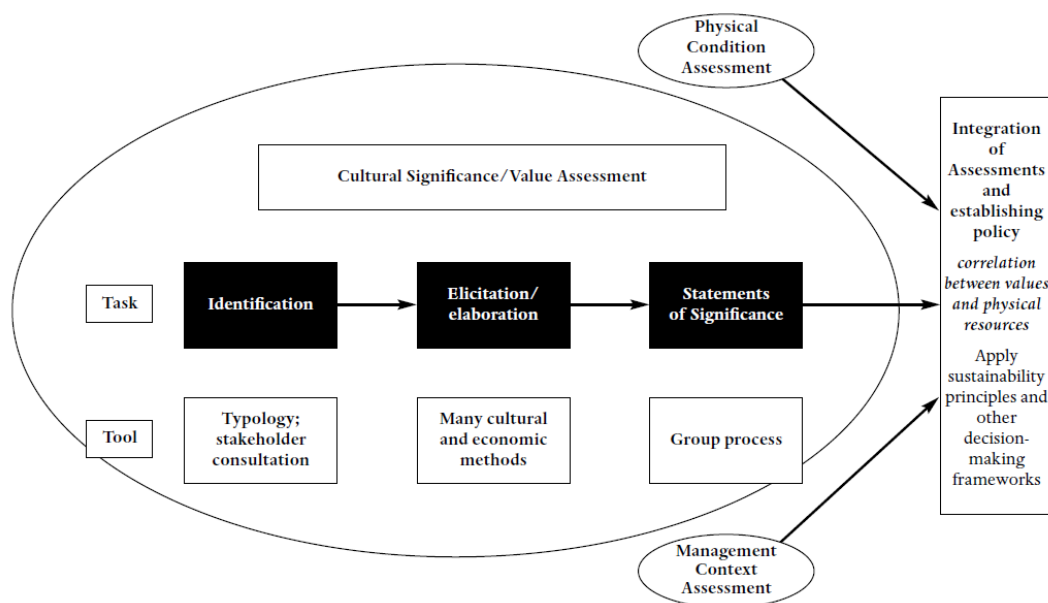 Physical
Condition
Assessment
Cultural Significance/Value Assessment
Task
Identification
Elicitation/
elaboration
Statements
of Significance
Tool
Typology;
stakeholder
consultation
Many cultural
and economic
methods
Group process
Management
Context
Assessment
Integration
of
Assessments
and
establishing
policy
correlation
between values
and physical
resources
Apply
sustainability
principles and
other
decision-
making
frameworks